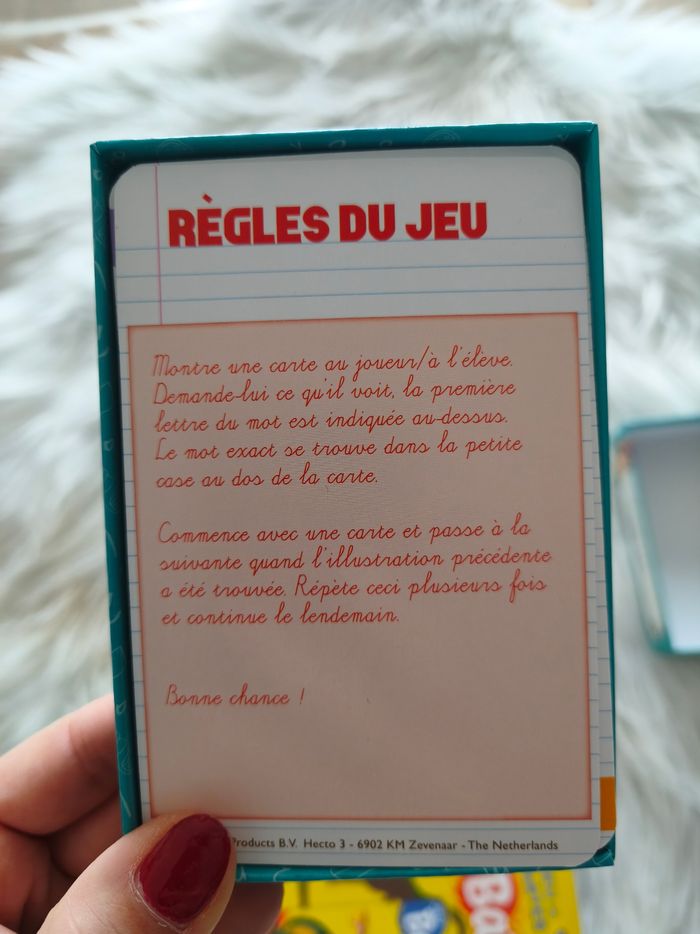 RÈGLES DU JEU
Montre une carte au joueur/à l'élève.
Demande-lui ce qu'il voit, la première
lettre du mot est indiquée au-dessus.
Le mot exact se trouve dans la petite
case au dos de la carte.
Commence avec une carte et passe à la
suivante quand l'illustration précédente
a été trouvée. Répète ceci plusieurs fois
et continue le lendemain.
Bonne chance !
Products B.V. Hecto 3 - 6902 KM Zevenaar - The Netherlands
Ba